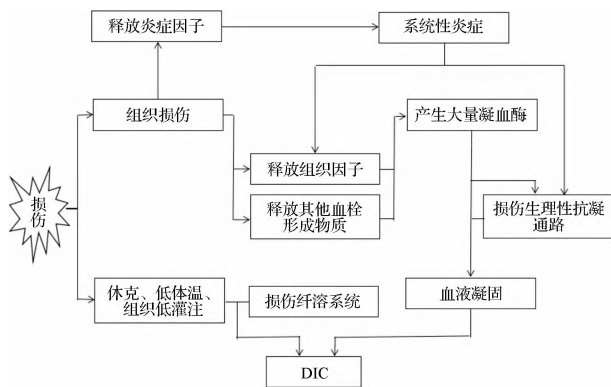 释放炎症因子
系统性炎症
组织损伤
产生大量凝血酶
损伤
释放组织因子
释放其他血栓
形成物质
损伤生理性抗凝
通路
休克、低体温、
组织低灌注
损伤纤溶系统
血液凝固
DIC